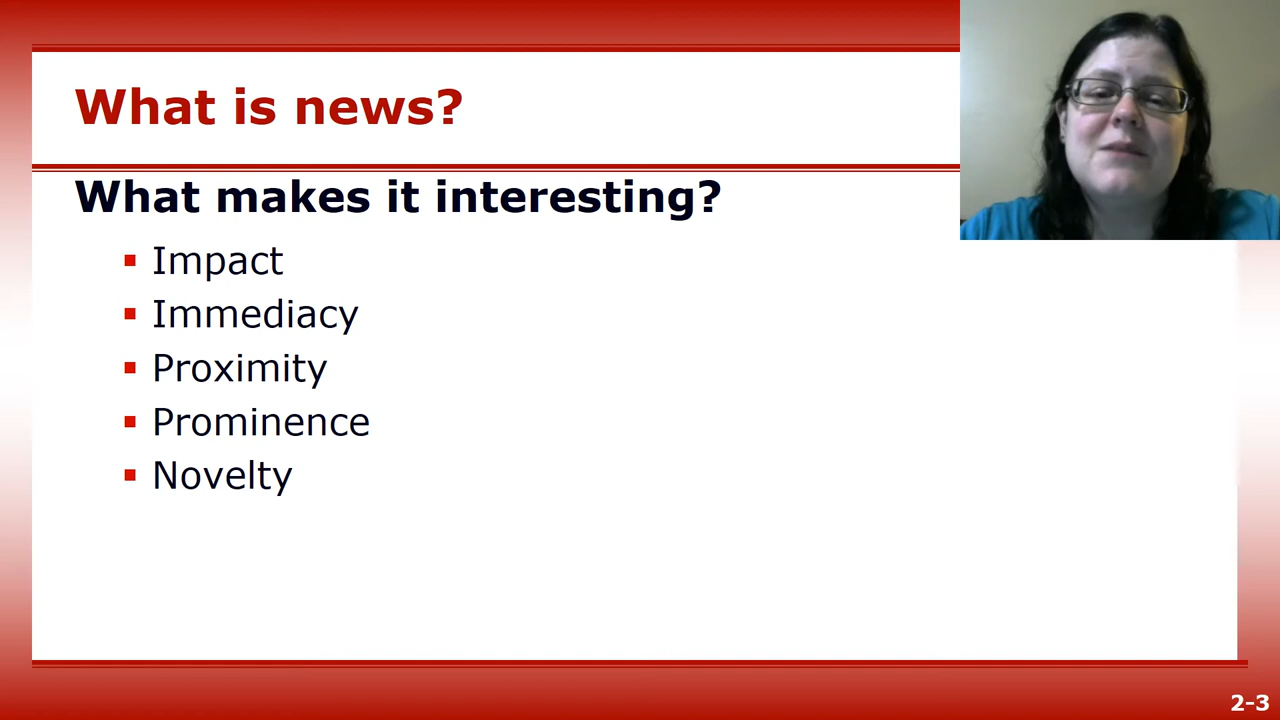 What is news?
What makes it interesting?
Impact
Immediacy
Proximity
Prominence
Novelty
2-3